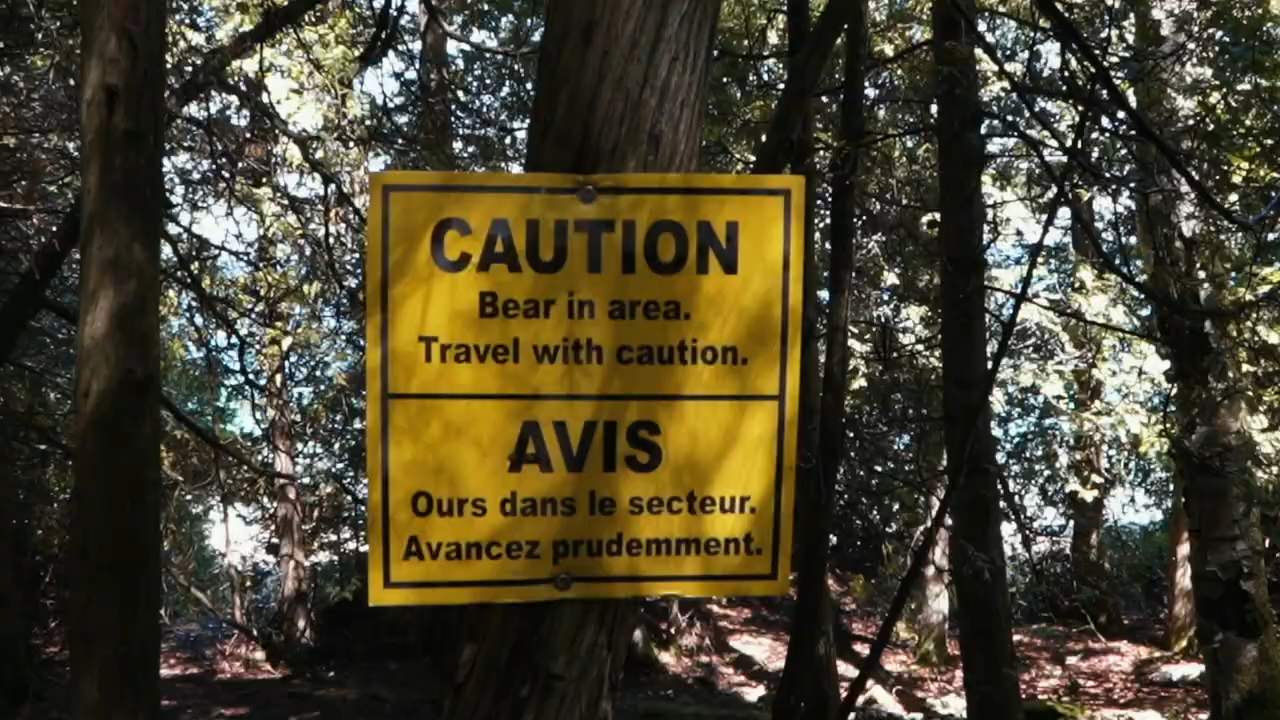 CAUTION
Bear in area.
Travel with caution.
AVIS
Ours dans le secteur.
Avancez prudemment.